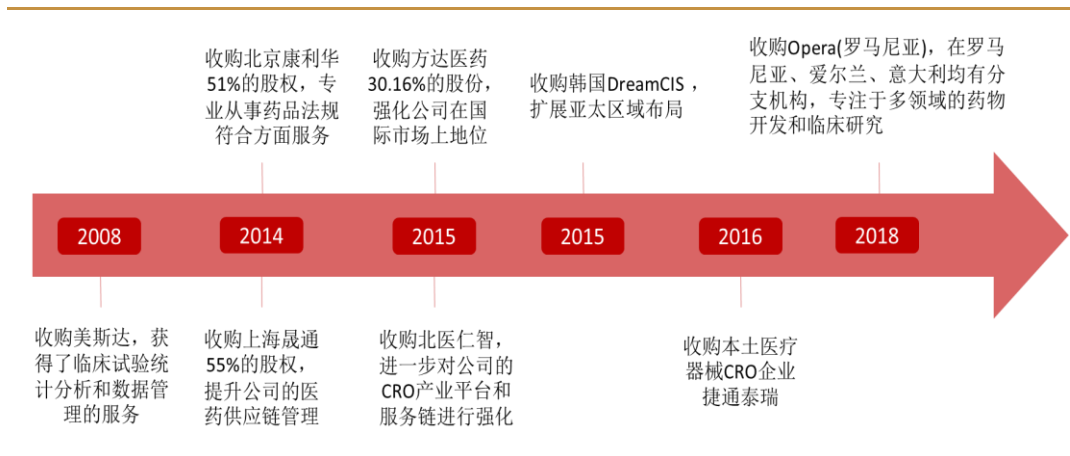 收购北京康利华
51%的股权，专
业从事药品法规
符合方面服务
收购方达医药
30.16%的股份，
强化公司在国
际市场上地位
收购韩国DreamCIS ，
扩展亚太区域布局
收购Opera(罗马尼亚)，在罗马
尼亚、爱尔兰、意大利均有分
支机构，专注于多领域的药物
开发和临床研究
2008
2014
2015
2015
2016
2018
收购美斯达，获
得了临床试验统
计分析和数据管
理的服务
收购上海晟通
55%的股权，
提升公司的医
药供应链管理
收购北医仁智，
进一步对公司的
CRO产业平台和
服务链进行强化
收购本土医疗
器械CRO企业
捷通泰瑞